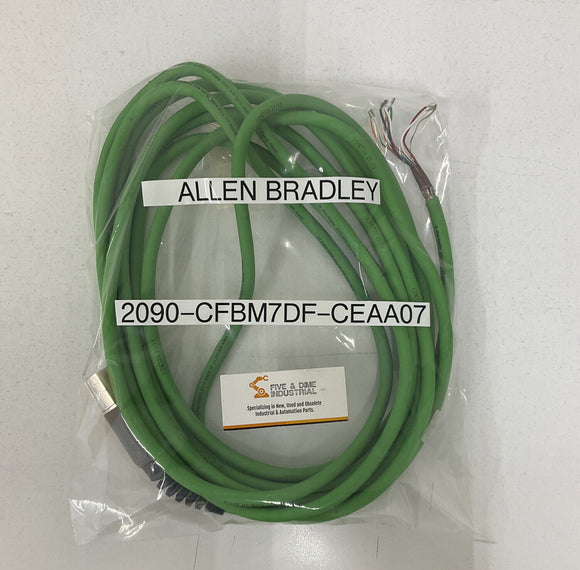 ALLEN BRADLEY
2090-CFBM7DF-CEAA07
FIVE & DIME
INDUSTRIAL
Specializing in New, Used and Obsolete
Industrial & Automation Parts.